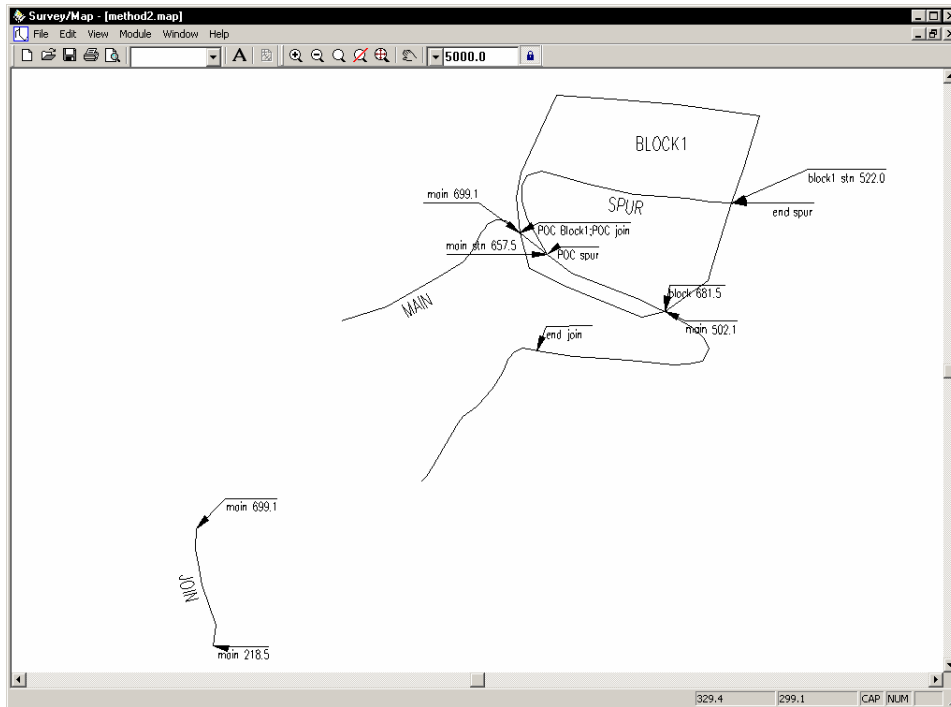 Survey/Map - [method2.map]
File Edit View Module Window Help
A
5000.0
BLOCK1
block1 stn 522.0
main 699.1
SPUR
end spur
POC Block1;POC join
main stn 657.5
POC spur
block 681.5
MAIN
main 502.1
end join
main 699.1
JOIN
main 218.5
329.4 299.1 CAP NUM